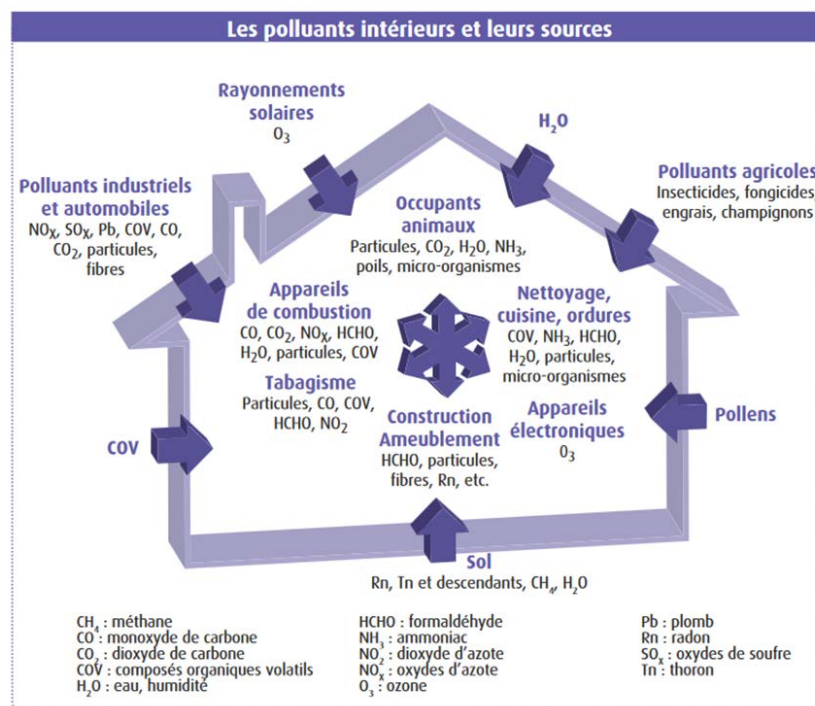 Les polluants intérieurs et leurs sources
Rayonnements
solaires
O₃
H₂O
Polluants industriels
et automobiles
NOX, SOX, Pb, COV, CO,
CO₂, particules,
fibres
Polluants agricoles
Insecticides, fongicides,
engrais, champignons
Occupants
animaux
Particules, CO₂, H₂O, NH₃,
poils, micro-organismes
Appareils
de combustion
CO, CO₂, NOX, HCHO,
H₂O, particules, COV
Nettoyage,
cuisine, ordures
COV, NH₃, HCHO,
H₂O, particules,
micro-organismes
Tabagisme
Particules, CO, COV,
HCHO, NO₂
Construction
Ameublement
HCHO, particules,
fibres, Rn, etc.
Appareils
électroniques
O₃
COV
Pollens
Sol
Rn, Tn et descendants, CH₄, H₂O
CH₄ : méthane
CO : monoxyde de carbone
CO₂ : dioxyde de carbone
COV : composés organiques volatils
H₂O : eau, humidité
HCHO : formaldéhyde
NH₃ : ammoniac
NO₂ : dioxyde d'azote
NOX : oxydes d'azote
O₃ : ozone
Pb : plomb
Rn : radon
SOX : oxydes de soufre
Tn : thoron